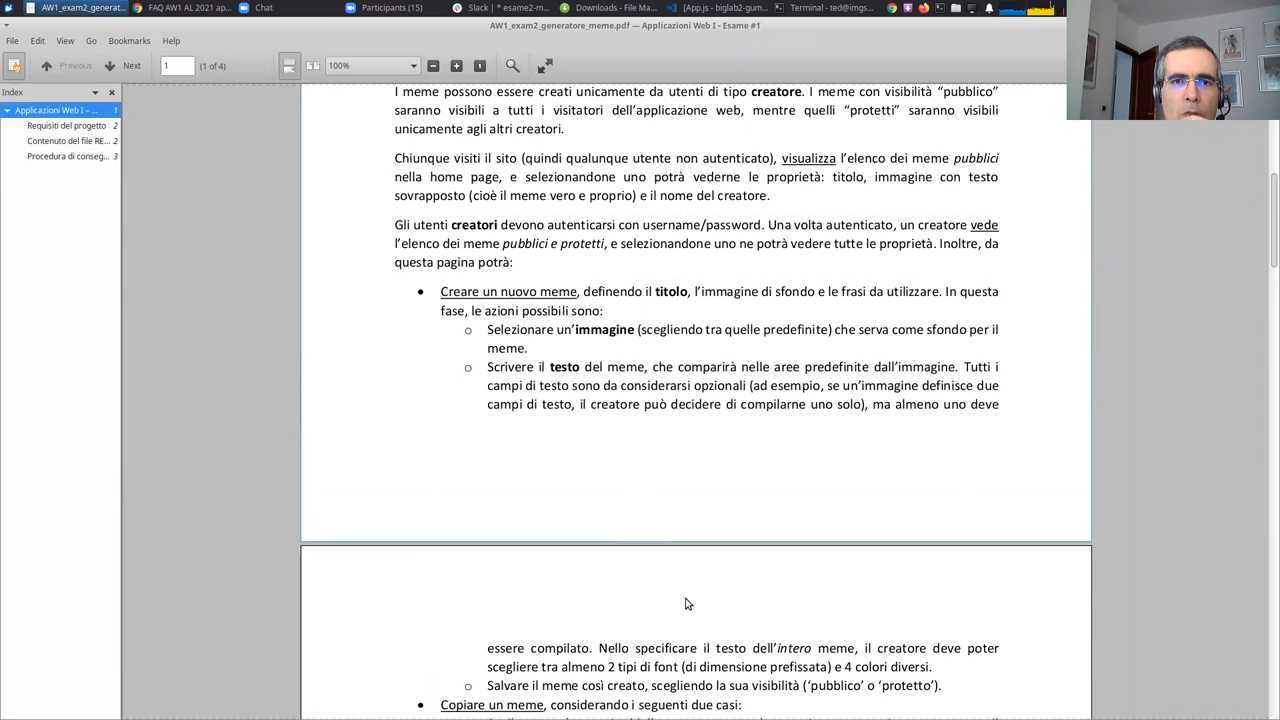 AW1_exam2_g... FAQ AW1 AL 2021 ap... Chat Participants (15) Slack | * esame2-m... Downloads - File Ma... [App.js - biglab2-gum... Terminal - ted@imgs...
AW1_exam2_generatore_meme.pdf — Applicazioni Web I - Esame #1
File Edit View Go Bookmarks Help
Previous Next 1 (1 of 4) 100%
Index
Applicazioni Web I – ... 1
Requisiti del progetto 2
Contenuto del file RE... 2
Procedura di conseg... 3
I meme possono essere creati unicamente da utenti di tipo creatore. I meme con visibilità “pubblico”
saranno visibili a tutti i visitatori dell’applicazione web, mentre quelli “protetti” saranno visibili
unicamente agli altri creatori.
Chiunque visiti il sito (quindi qualunque utente non autenticato), visualizza l’elenco dei meme pubblici
nella home page, e selezionandone uno potrà vederne le proprietà: titolo, immagine con testo
sovrapposto (cioè il meme vero e proprio) e il nome del creatore.
Gli utenti creatori devono autenticarsi con username/password. Una volta autenticato, un creatore vede
l’elenco dei meme pubblici e protetti, e selezionandone uno ne potrà vedere tutte le proprietà. Inoltre, da
questa pagina potrà:
• Creare un nuovo meme, definendo il titolo, l’immagine di sfondo e le frasi da utilizzare. In questa
fase, le azioni possibili sono:
o Selezionare un’immagine (scegliendo tra quelle predefinite) che serva come sfondo per il
meme.
o Scrivere il testo del meme, che comparirà nelle aree predefinite dall’immagine. Tutti i
campi di testo sono da considerarsi opzionali (ad esempio, se un’immagine definisce due
campi di testo, il creatore può decidere di compilarne uno solo), ma almeno uno deve
essere compilato. Nello specificare il testo dell’intero meme, il creatore deve poter
scegliere tra almeno 2 tipi di font (di dimensione prefissata) e 4 colori diversi.
o Salvare il meme così creato, scegliendo la sua visibilità (‘pubblico’ o ‘protetto’).
• Copiare un meme, considerando i seguenti due casi: